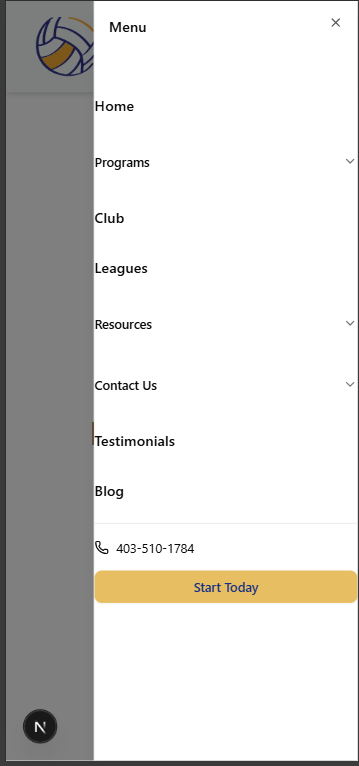 Menu
Home
Programs
Club
Leagues
Resources
Contact Us
Testimonials
Blog
403-510-1784
Start Today
N